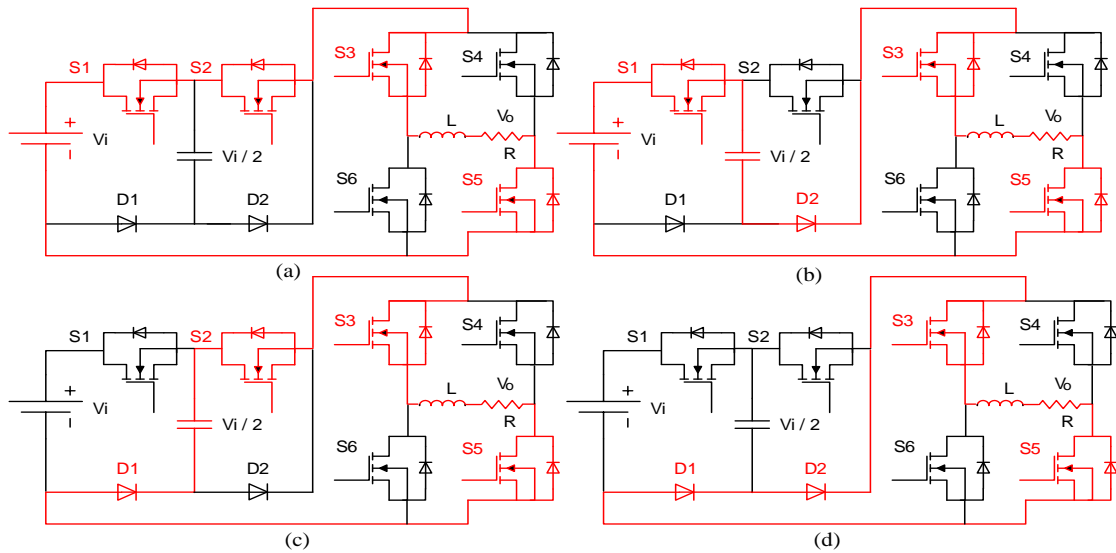 S3
S4
S1
S2
+
Vi
-
L
Vo
R
Vi / 2
S6
S5
D1
D2
(a)
S3
S4
S1
S2
+
Vi
-
L
Vo
R
Vi / 2
S6
S5
D1
D2
(b)
S3
S4
S1
S2
+
Vi
-
L
Vo
R
Vi / 2
S6
S5
D1
D2
(c)
S3
S4
S1
S2
+
Vi
-
L
Vo
R
Vi / 2
S6
S5
D1
D2
(d)